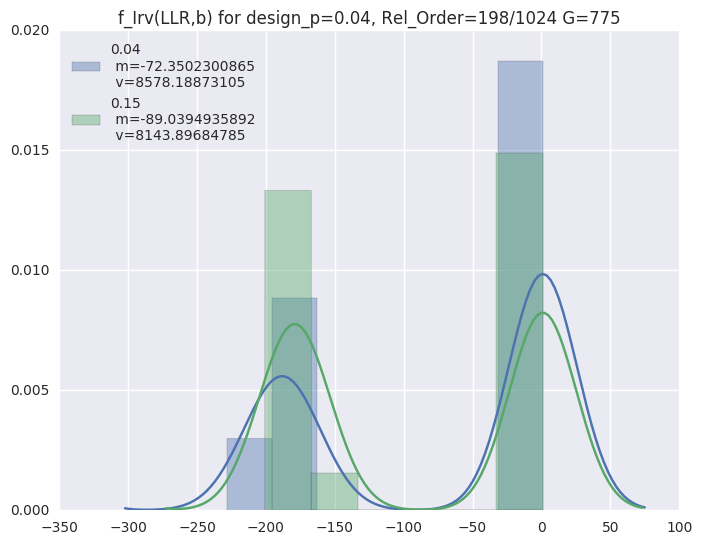 f_Irv(LLR,b) for design_p=0.04, Rel_Order=198/1024 G=775
0.04
m=-72.3502300865
v=8578.18873105
0.15
m=-89.0394935892
v=8143.89684785
0.020
0.015
0.010
0.005
0.000
−350 −300 −250 −200 −150 −100 −50 0 50 100